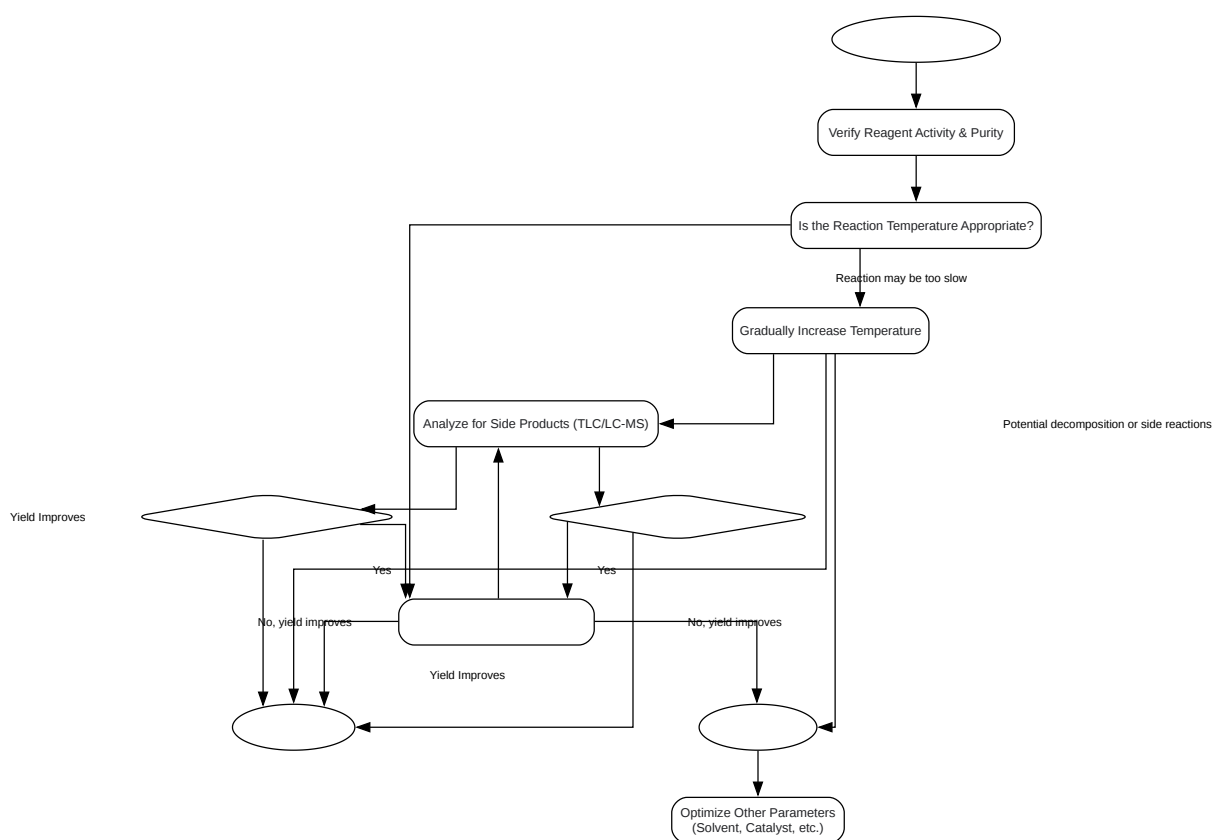 Verify Reagent Activity & Purity
Is the Reaction Temperature Appropriate?
Reaction may be too slow
Gradually Increase Temperature
Analyze for Side Products (TLC/LC-MS)
Potential decomposition or side reactions
Yield Improves
Yes
Yes
No, yield improves
No, yield improves
Yield Improves
Optimize Other Parameters
(Solvent, Catalyst, etc.)